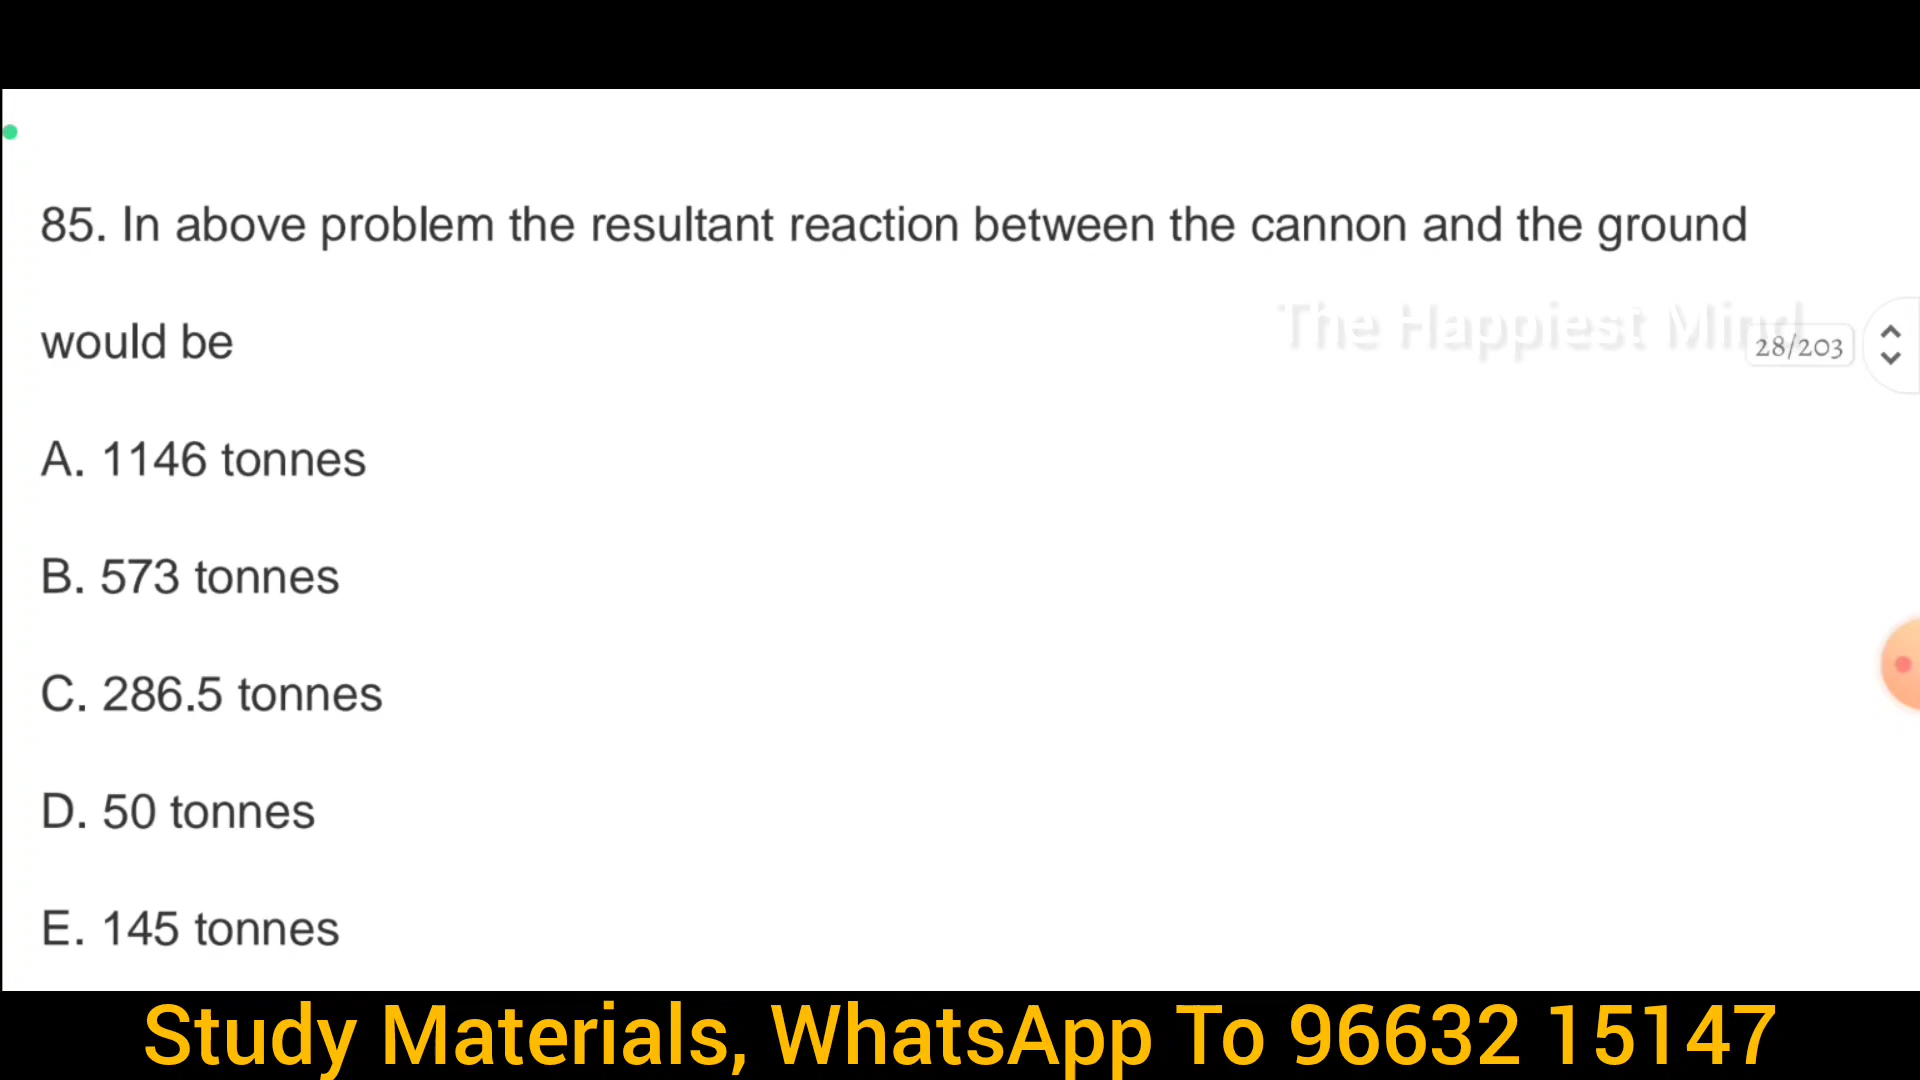 85. In above problem the resultant reaction between the cannon and the ground
would be
The Happiest Mind
28/203
A. 1146 tonnes
B. 573 tonnes
C. 286.5 tonnes
D. 50 tonnes
E. 145 tonnes
Study Materials, WhatsApp To 96632 15147